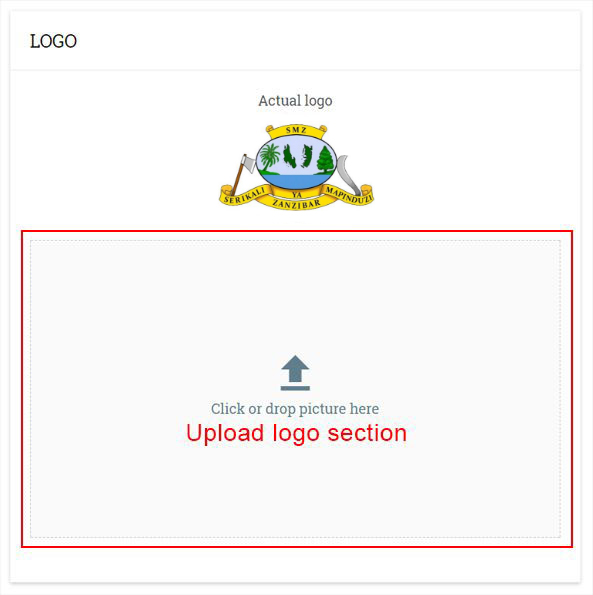 LOGO
Actual logo
SMZ
SERIKALI YA MAPINDUZI
ZANZIBAR
Click or drop picture here
Upload logo section